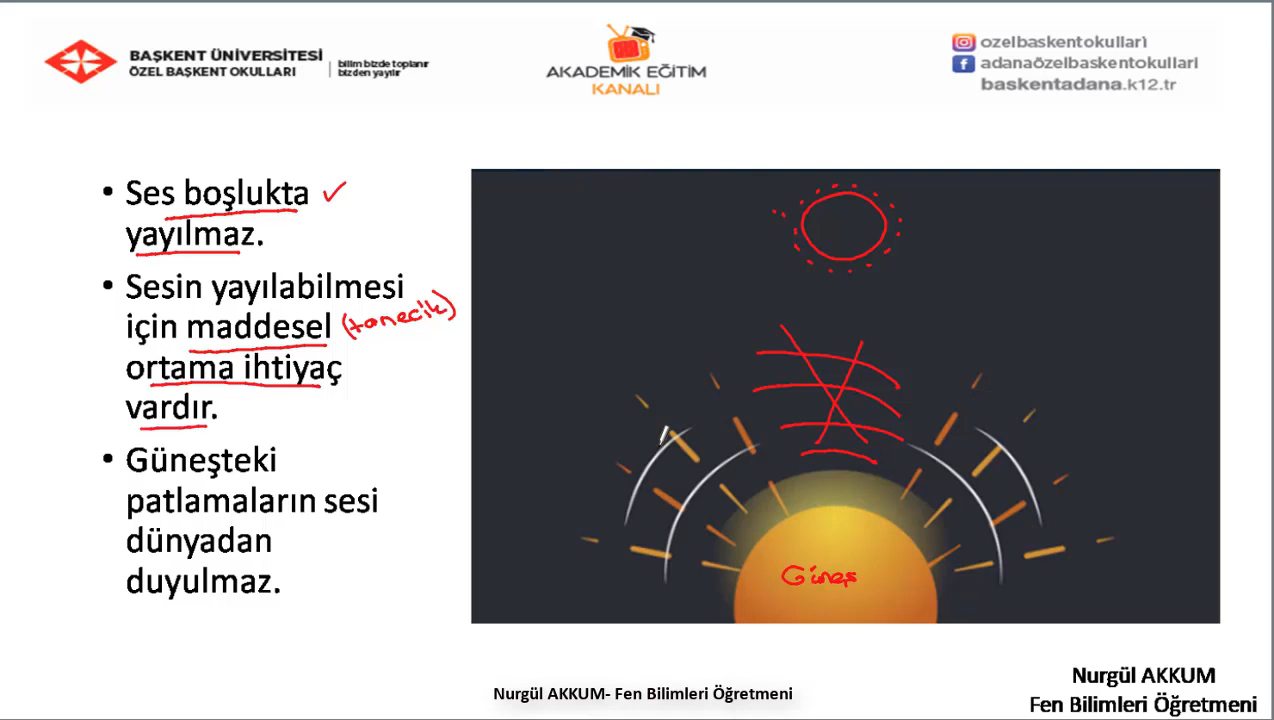 BAŞKENT ÜNİVERSİTESİ
ÖZEL BAŞKENT OKULLARI
bilim bizde toplanır
bizden yayılır
AKADEMİK EĞİTİM
KANALI
ozelbaskentokulları
adanaözelbaskentokullari
baskentadana.k12.tr
• Ses boşlukta
yayılmaz.
• Sesin yayılabilmesi
için maddesel (tanecik)
ortama ihtiyaç
vardır.
• Güneşteki
patlamaların sesi
dünyadan
duyulmaz.
Güneş
Nurgül AKKUM- Fen Bilimleri Öğretmeni
Nurgül AKKUM
Fen Bilimleri Öğretmeni